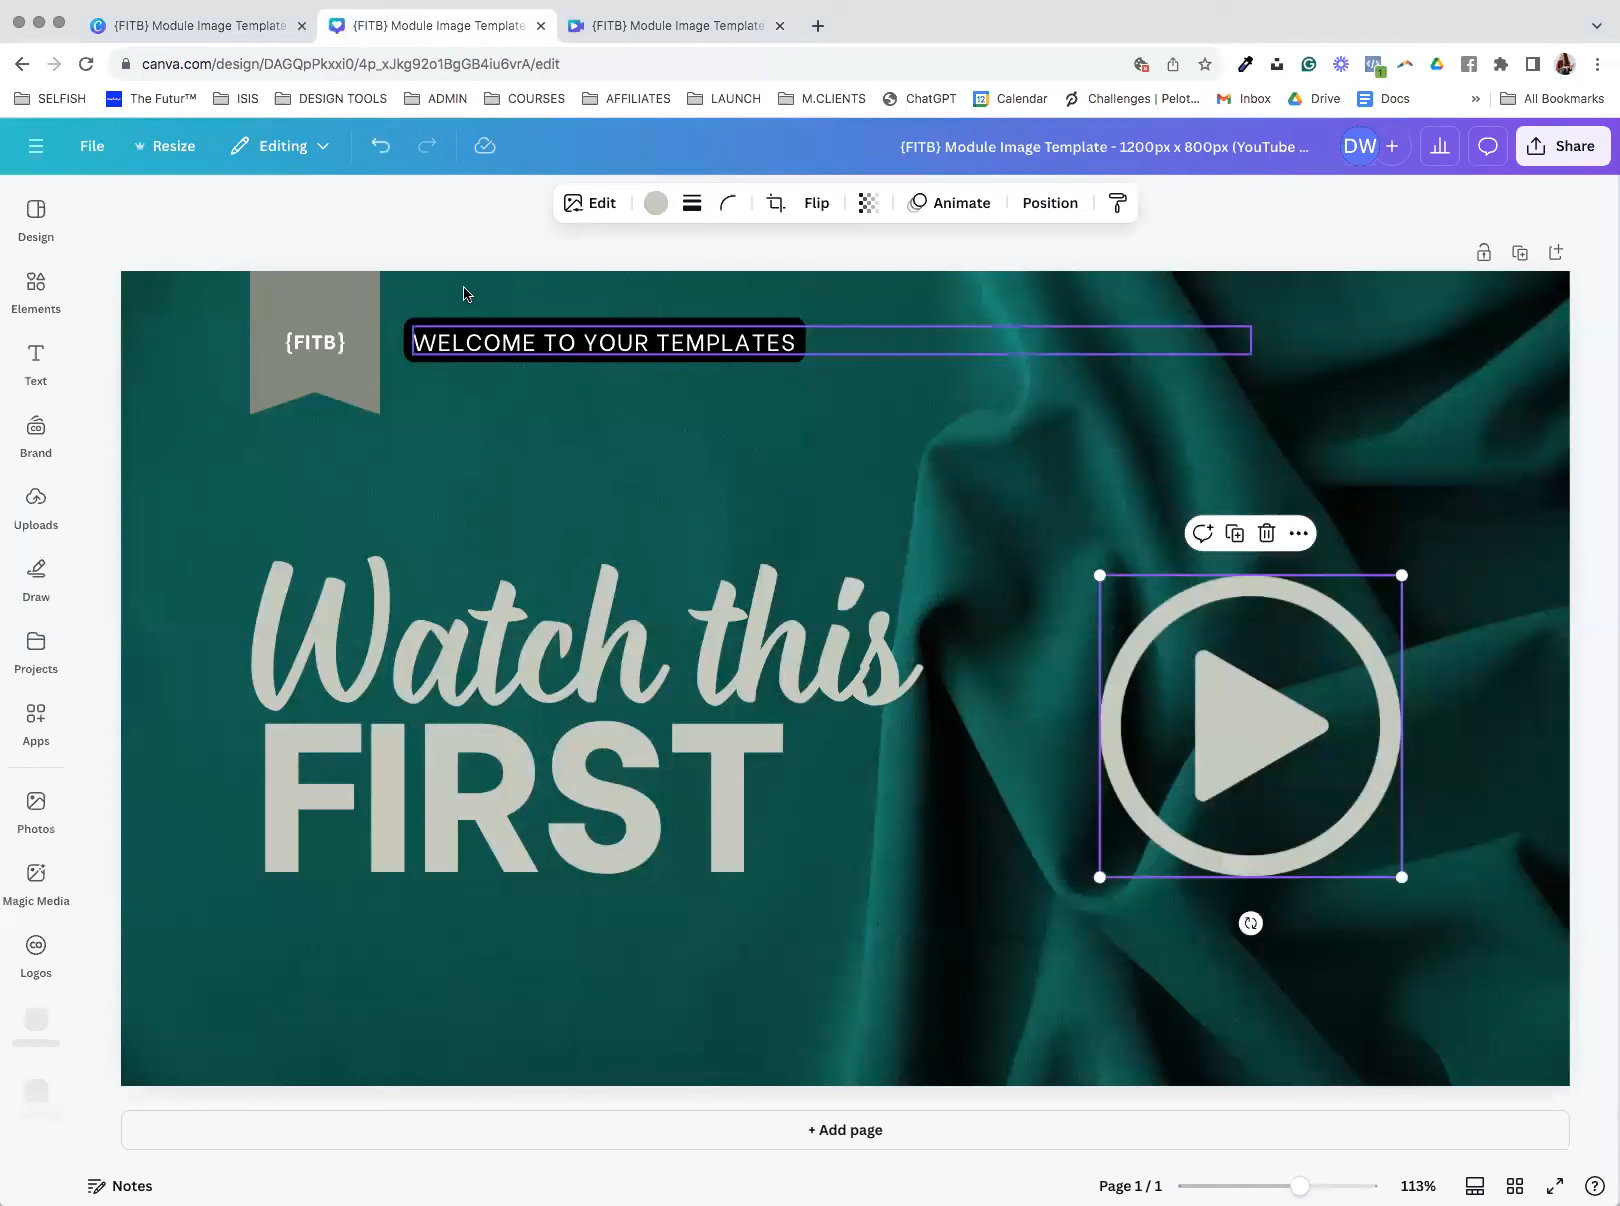 {FITB} Module Image Template
{FITB} Module Image Template
{FITB} Module Image Template
canva.com/design/DAGQpPkxxi0/4p_xJkg92o1BgGB4iu6vrA/edit
1
SELFISH
The Futur™
ISIS
DESIGN TOOLS
ADMIN
COURSES
AFFILIATES
LAUNCH
M.CLIENTS
ChatGPT
12
Calendar
Challenges | Pelot...
Inbox
Drive
Docs
All Bookmarks
File
Resize
Editing
{FITB} Module Image Template - 1200px x 800px (YouTube ...
DW
Share
Edit
Flip
Animate
Position
Design
Elements
Text
Brand
Uploads
Draw
Projects
Apps
Photos
Magic Media
Logos
{FITB}
WELCOME TO YOUR TEMPLATES
Watch this
FIRST
+ Add page
Notes
Page 1 / 1
113%